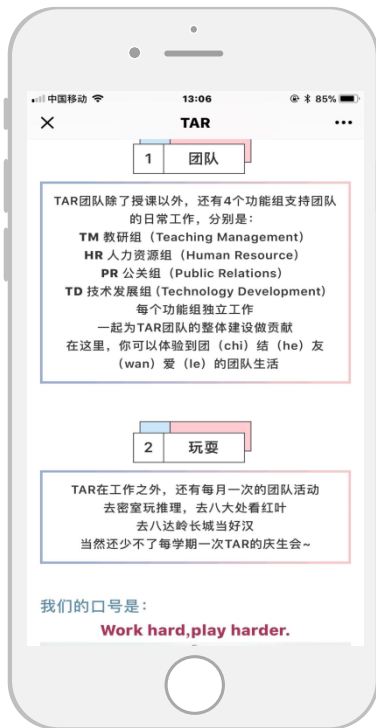 中国移动 13:06 85%
TAR
1 团队
TAR团队除了授课以外，还有4个功能组支持团队
的日常工作，分别是：
TM 教研组（Teaching Management）
HR 人力资源组（Human Resource）
PR 公关组（Public Relations）
TD 技术发展组（Technology Development）
每个功能组独立工作
一起为TAR团队的整体建设做贡献
在这里，你可以体验到团（chi）结（he）友
（wan）爱（le）的团队生活
2 玩耍
TAR在工作之外，还有每月一次的团队活动
去密室玩推理，去八大处看红叶
去八达岭长城当好汉
当然还少不了每学期一次TAR的庆生会~
我们的口号是：
Work hard,play harder.